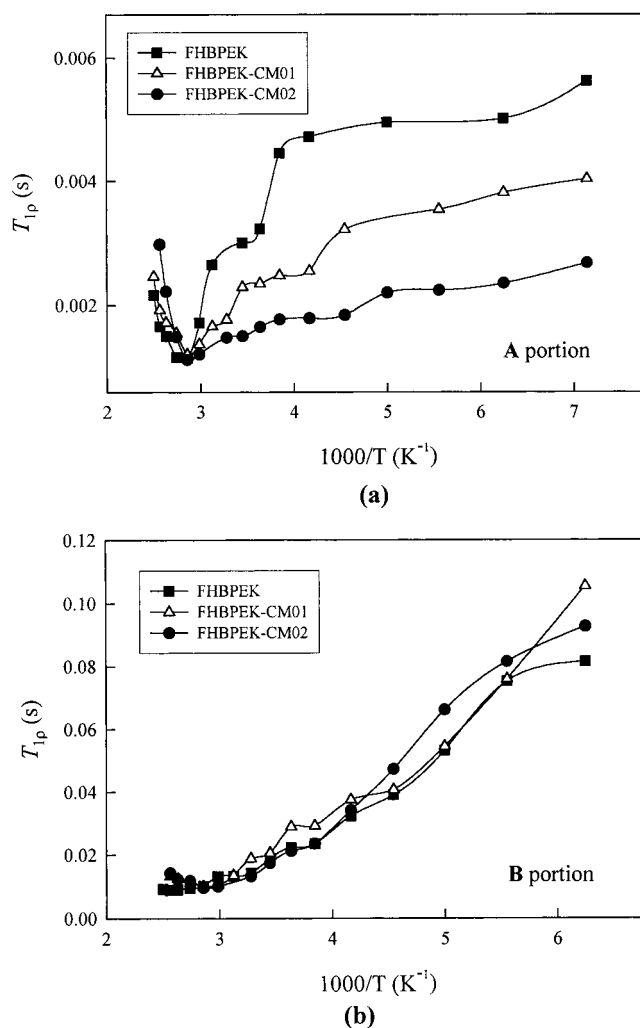 FHBPEK
FHBPEK-CM01
FHBPEK-CM02
0.006
0.004
0.002
T1ρ (s)
A portion
2 3 4 5 6 7
1000/T (K⁻¹)
(a)
0.12
0.10
0.08
0.06
0.04
0.02
0.00
FHBPEK
FHBPEK-CM01
FHBPEK-CM02
T1ρ (s)
B portion
2 3 4 5 6
1000/T (K⁻¹)
(b)